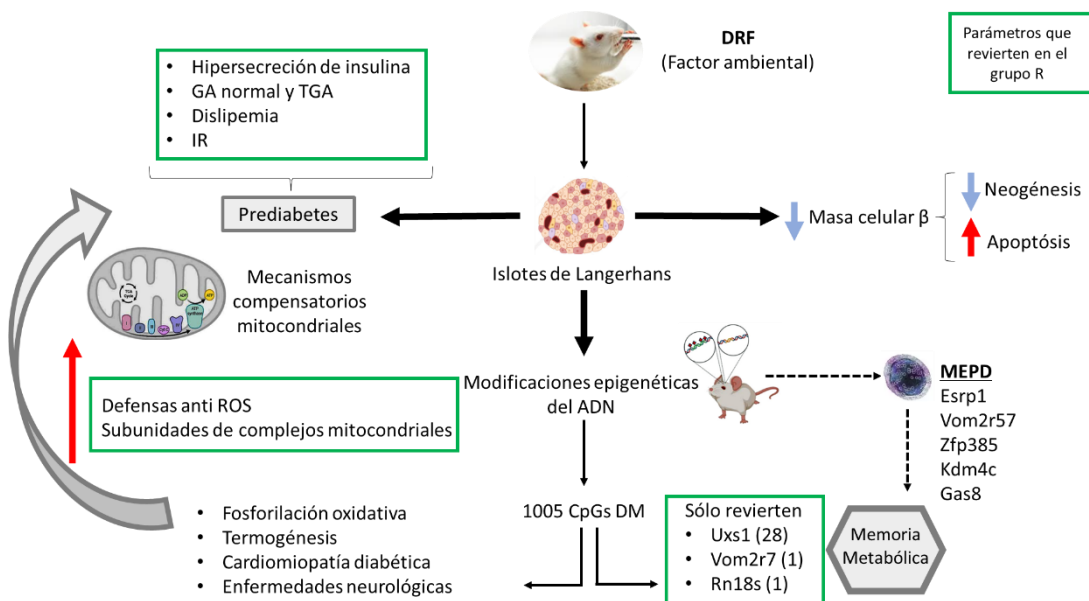 DRF
(Factor ambiental)
Parámetros que
revierten en el
grupo R
• Hipersecreción de insulina
• GA normal y TGA
• Dislipemia
• IR
Prediabetes
Islotes de Langerhans
Masa celular β
Neogénesis
Apoptósis
Mecanismos
compensatorios
mitocondriales
Modificaciones epigenéticas
del ADN
MEPD
Esrp1
Vom2r57
Zfp385
Kdm4c
Gas8
Defensas anti ROS
Subunidades de complejos mitocondriales
1005 CpGs DM
Sólo revierten
• Uxs1 (28)
• Vom2r7 (1)
• Rn18s (1)
Memoria
Metabólica
• Fosforilación oxidativa
• Termogénesis
• Cardiomiopatía diabética
• Enfermedades neurológicas